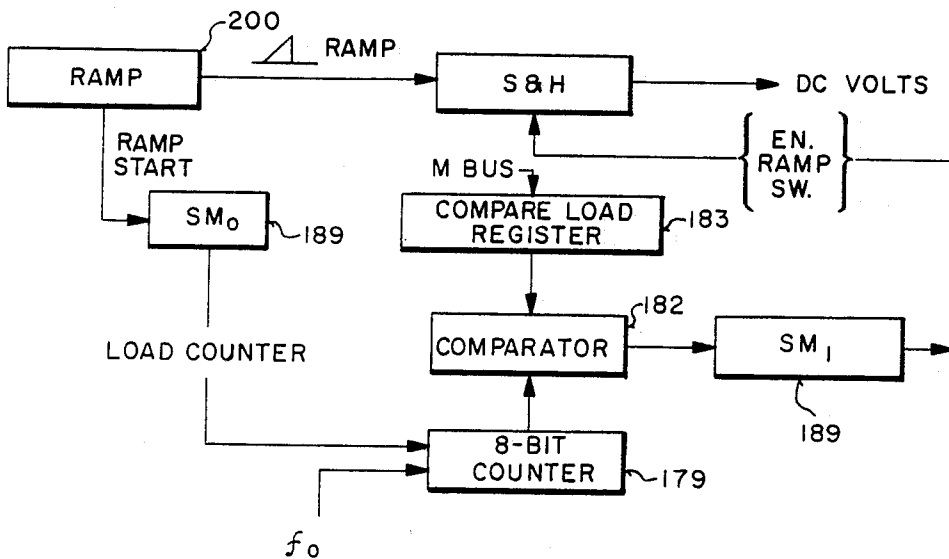 200
RAMP
RAMP
S & H
DC VOLTS
RAMP
START
EN.
RAMP
SW.
M BUS
COMPARE LOAD
REGISTER
183
SM0
189
182
COMPARATOR
SM1
189
LOAD COUNTER
8-BIT
COUNTER
179
f0